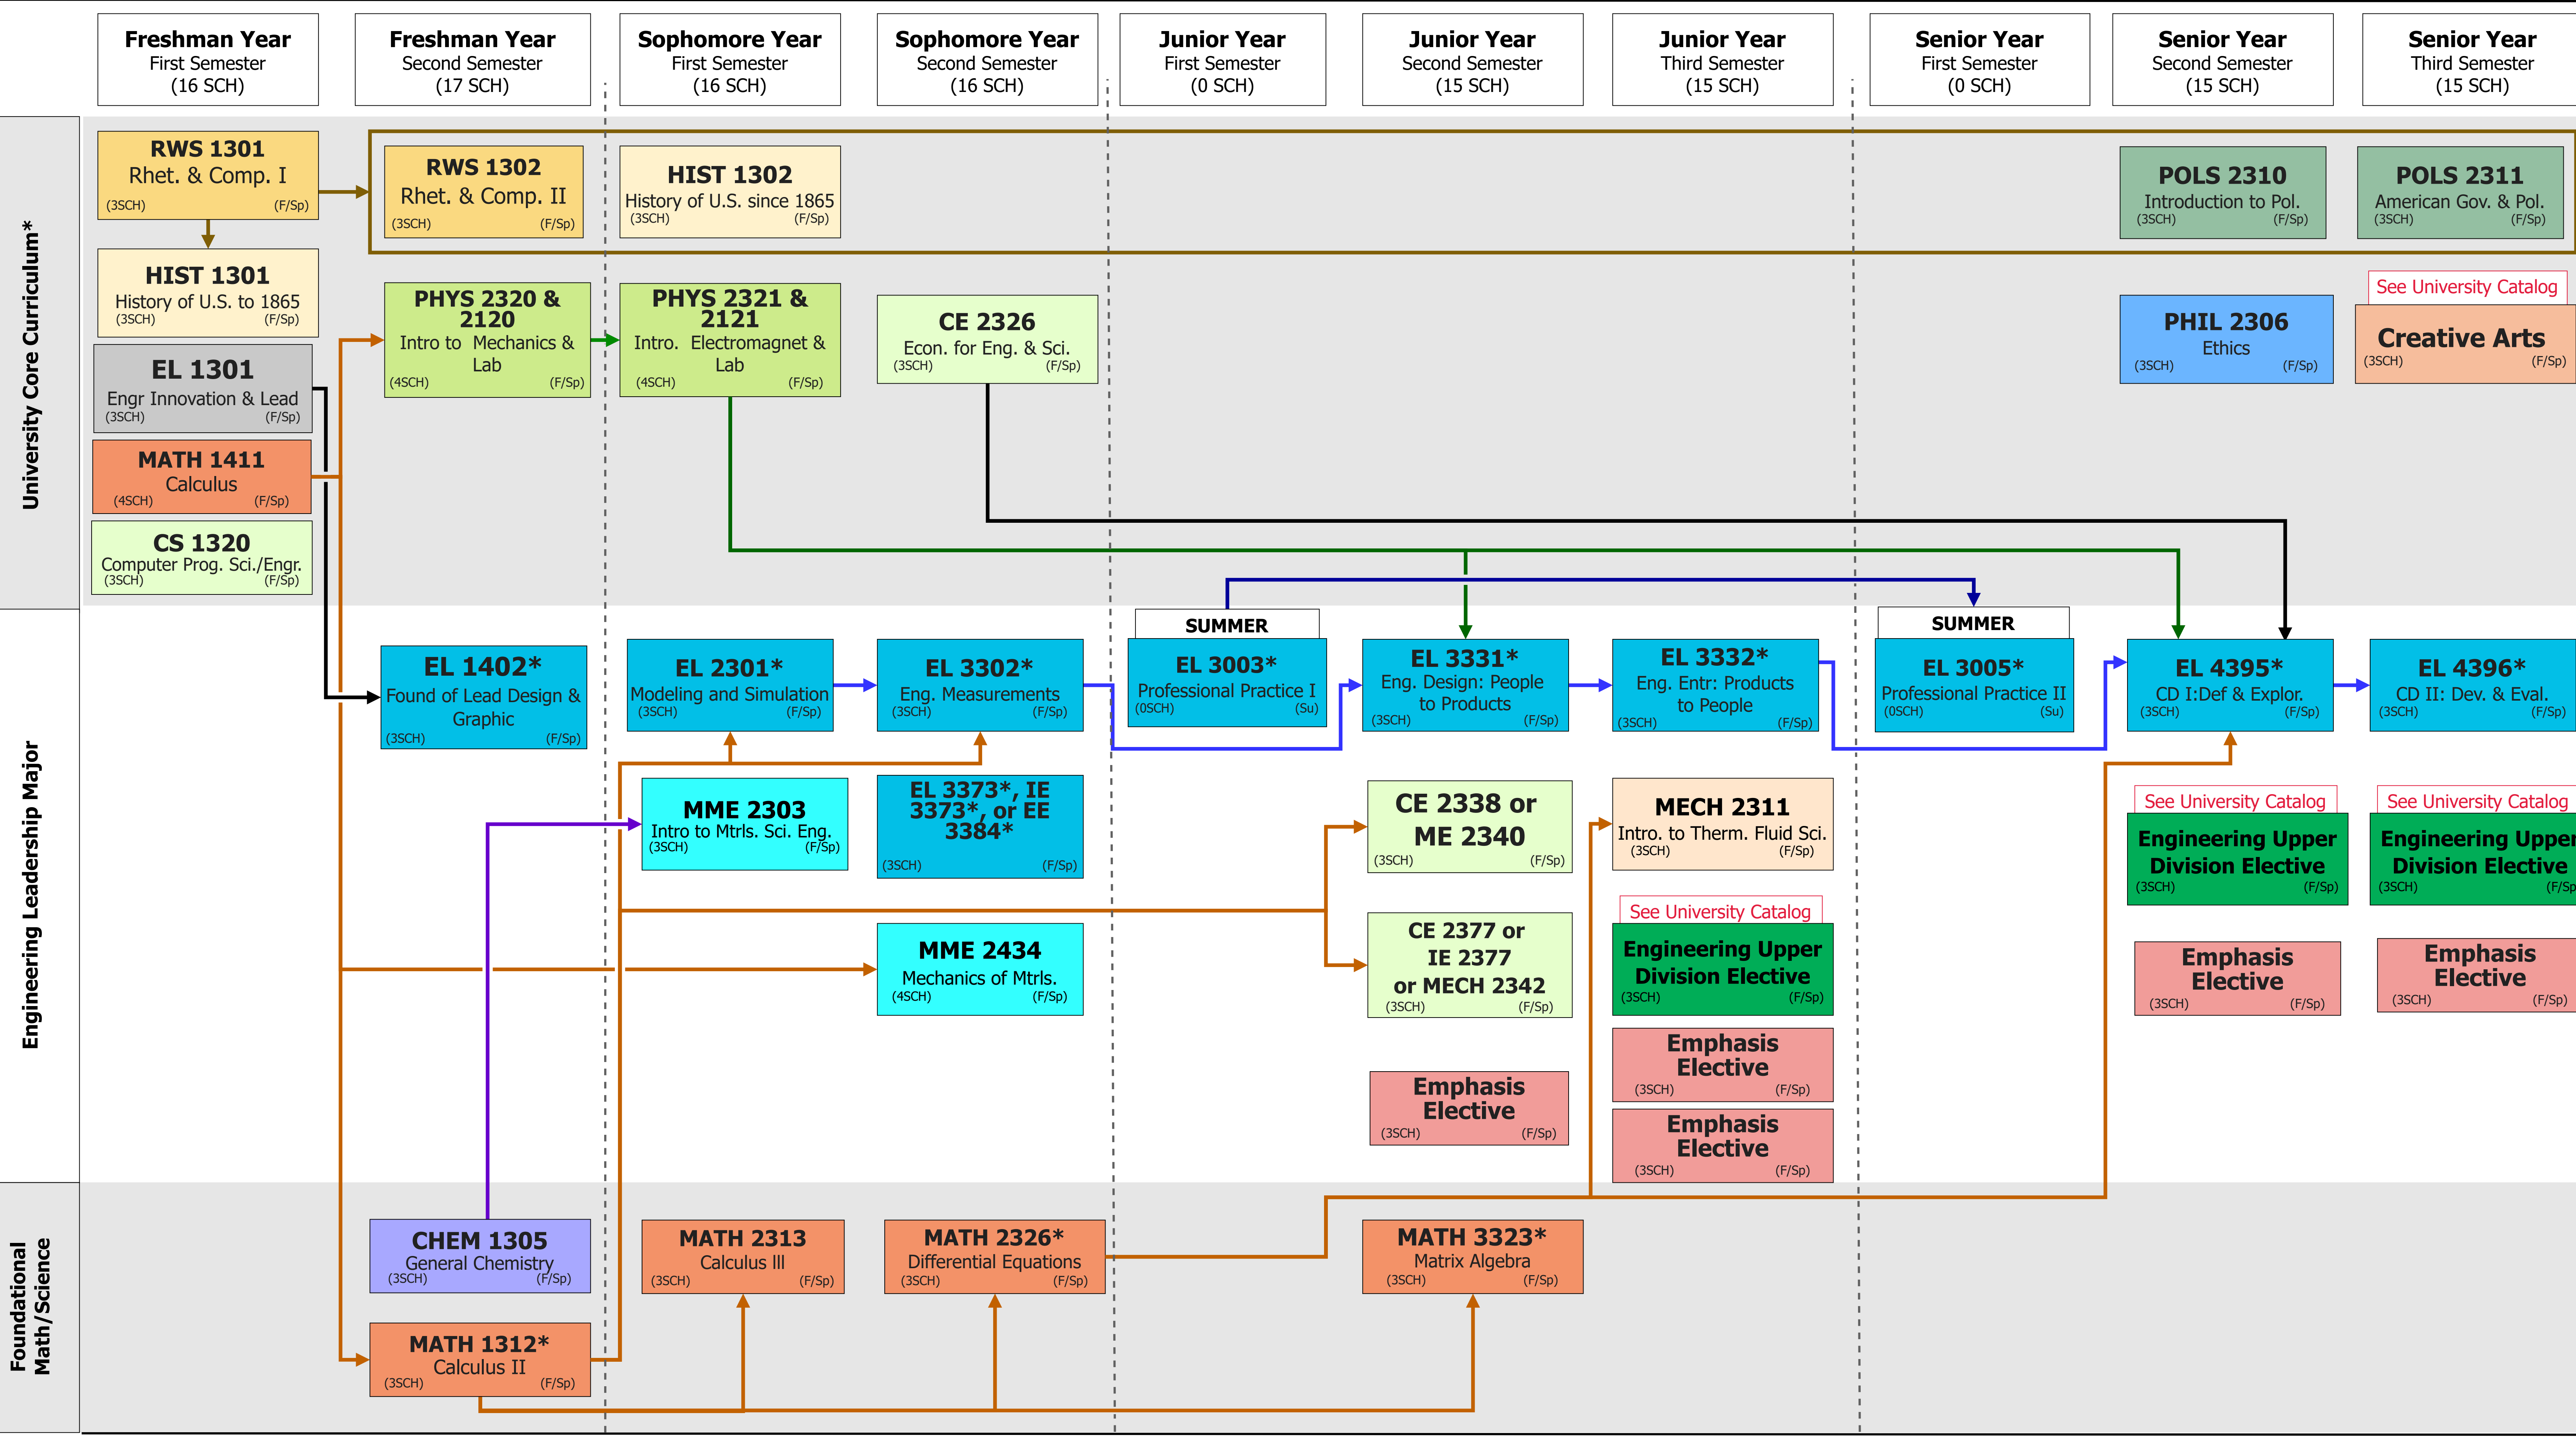 Freshman Year
First Semester
(16 SCH)
Freshman Year
Second Semester
(17 SCH)
Sophomore Year
First Semester
(16 SCH)
Sophomore Year
Second Semester
(16 SCH)
Junior Year
First Semester
(0 SCH)
Junior Year
Second Semester
(15 SCH)
Junior Year
Third Semester
(15 SCH)
Senior Year
First Semester
(0 SCH)
Senior Year
Second Semester
(15 SCH)
Senior Year
Third Semester
(15 SCH)
University Core Curriculum*
RWS 1301
Rhet. & Comp. I
(3SCH) (F/Sp)
RWS 1302
Rhet. & Comp. II
(3SCH) (F/Sp)
HIST 1302
History of U.S. since 1865
(3SCH) (F/Sp)
POLS 2310
Introduction to Pol.
(3SCH) (F/Sp)
POLS 2311
American Gov. & Pol.
(3SCH) (F/Sp)
HIST 1301
History of U.S. to 1865
(3SCH) (F/Sp)
PHYS 2320 &
2120
Intro to Mechanics &
Lab
(4SCH) (F/Sp)
PHYS 2321 &
2121
Intro. Electromagnet &
Lab
(4SCH) (F/Sp)
CE 2326
Econ. for Eng. & Sci.
(3SCH) (F/Sp)
PHIL 2306
Ethics
(3SCH) (F/Sp)
See University Catalog
Creative Arts
(3SCH) (F/Sp)
EL 1301
Engr Innovation & Lead
(3SCH) (F/Sp)
MATH 1411
Calculus
(4SCH) (F/Sp)
CS 1320
Computer Prog. Sci./Engr.
(3SCH) (F/Sp)
Engineering Leadership Major
EL 1402*
Found of Lead Design &
Graphic
(3SCH) (F/Sp)
EL 2301*
Modeling and Simulation
(3SCH) (F/Sp)
EL 3302*
Eng. Measurements
(3SCH) (F/Sp)
SUMMER
EL 3003*
Professional Practice I
(0SCH) (Su)
EL 3331*
Eng. Design: People
to Products
(3SCH) (F/Sp)
EL 3332*
Eng. Entr: Products
to People
(3SCH) (F/Sp)
SUMMER
EL 3005*
Professional Practice II
(0SCH) (Su)
EL 4395*
CD I:Def & Explor.
(3SCH) (F/Sp)
EL 4396*
CD II: Dev. & Eval.
(3SCH) (F/Sp)
MME 2303
Intro to Mtrls. Sci. Eng.
(3SCH) (F/Sp)
EL 3373*, IE
3373*, or EE
3384*
(3SCH) (F/Sp)
CE 2338 or
ME 2340
(3SCH) (F/Sp)
MECH 2311
Intro. to Therm. Fluid Sci.
(3SCH) (F/Sp)
See University Catalog
Engineering Upper
Division Elective
(3SCH) (F/Sp)
See University Catalog
Engineering Upper
Division Elective
(3SCH) (F/Sp
MME 2434
Mechanics of Mtrls.
(4SCH) (F/Sp)
CE 2377 or
IE 2377
or MECH 2342
(3SCH) (F/Sp)
See University Catalog
Engineering Upper
Division Elective
(3SCH) (F/Sp)
Emphasis
Elective
(3SCH) (F/Sp)
Emphasis
Elective
(3SCH) (F/Sp)
Emphasis
Elective
(3SCH) (F/Sp)
Emphasis
Elective
(3SCH) (F/Sp)
Emphasis
Elective
(3SCH) (F/Sp)
Foundational
Math/Science
CHEM 1305
General Chemistry
(3SCH) (F/Sp)
MATH 2313
Calculus lll
(3SCH) (F/Sp)
MATH 2326*
Differential Equations
(3SCH) (F/Sp)
MATH 3323*
Matrix Algebra
(3SCH) (F/Sp)
MATH 1312*
Calculus II
(3SCH) (F/Sp)